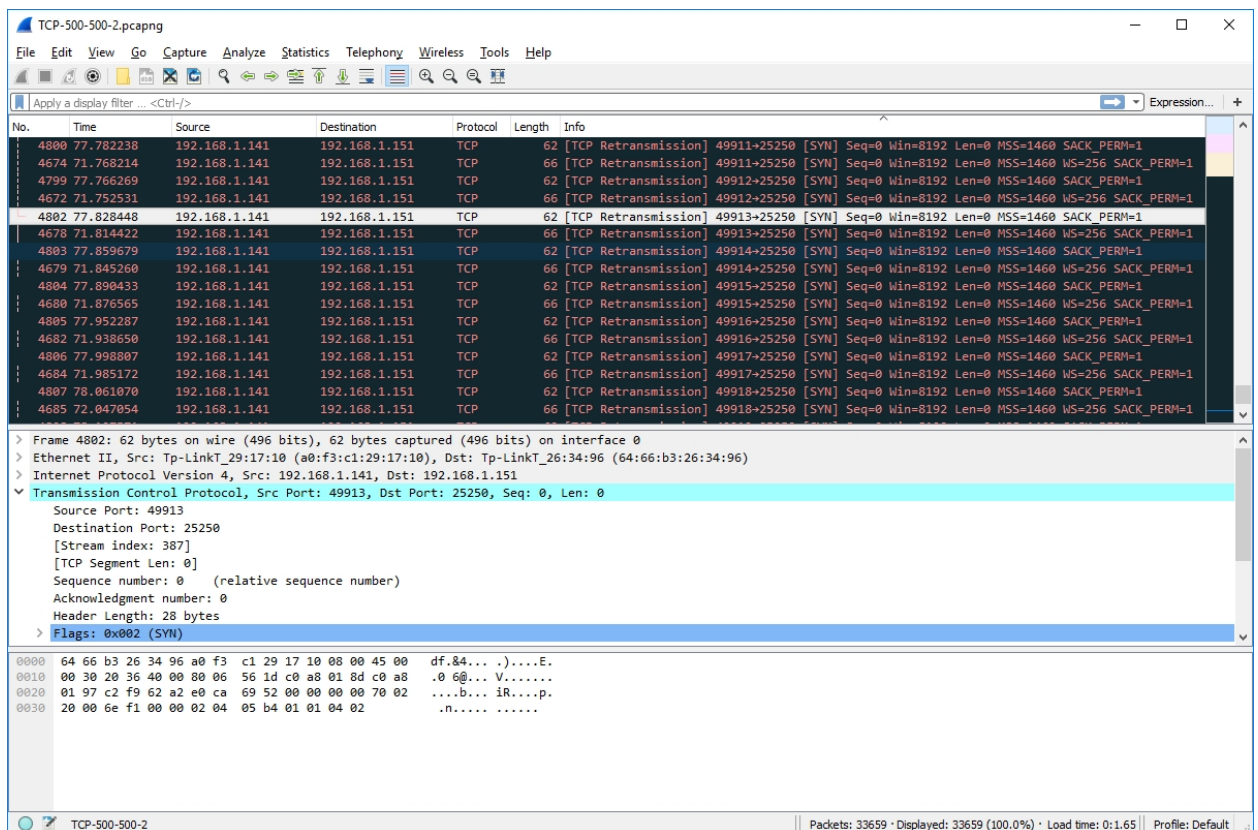 TCP-500-500-2.pcapng
File Edit View Go Capture Analyze Statistics Telephony Wireless Tools Help
Apply a display filter ... <Ctrl-/> Expression... +
No. Time Source Destination Protocol Length Info
4800 77.782238 192.168.1.141 192.168.1.151 TCP 62 [TCP Retransmission] 49911→25250 [SYN] Seq=0 Win=8192 Len=0 MSS=1460 SACK_PERM=1
4674 71.768214 192.168.1.141 192.168.1.151 TCP 66 [TCP Retransmission] 49911→25250 [SYN] Seq=0 Win=8192 Len=0 MSS=1460 WS=256 SACK_PERM=1
4799 77.766269 192.168.1.141 192.168.1.151 TCP 62 [TCP Retransmission] 49912→25250 [SYN] Seq=0 Win=8192 Len=0 MSS=1460 SACK_PERM=1
4672 71.752531 192.168.1.141 192.168.1.151 TCP 66 [TCP Retransmission] 49912→25250 [SYN] Seq=0 Win=8192 Len=0 MSS=1460 WS=256 SACK_PERM=1
4802 77.828448 192.168.1.141 192.168.1.151 TCP 62 [TCP Retransmission] 49913→25250 [SYN] Seq=0 Win=8192 Len=0 MSS=1460 SACK_PERM=1
4678 71.814422 192.168.1.141 192.168.1.151 TCP 66 [TCP Retransmission] 49913→25250 [SYN] Seq=0 Win=8192 Len=0 MSS=1460 WS=256 SACK_PERM=1
4803 77.859679 192.168.1.141 192.168.1.151 TCP 62 [TCP Retransmission] 49914→25250 [SYN] Seq=0 Win=8192 Len=0 MSS=1460 SACK_PERM=1
4679 71.845260 192.168.1.141 192.168.1.151 TCP 66 [TCP Retransmission] 49914→25250 [SYN] Seq=0 Win=8192 Len=0 MSS=1460 WS=256 SACK_PERM=1
4804 77.890433 192.168.1.141 192.168.1.151 TCP 62 [TCP Retransmission] 49915→25250 [SYN] Seq=0 Win=8192 Len=0 MSS=1460 SACK_PERM=1
4680 71.876565 192.168.1.141 192.168.1.151 TCP 66 [TCP Retransmission] 49915→25250 [SYN] Seq=0 Win=8192 Len=0 MSS=1460 WS=256 SACK_PERM=1
4805 77.952287 192.168.1.141 192.168.1.151 TCP 62 [TCP Retransmission] 49916→25250 [SYN] Seq=0 Win=8192 Len=0 MSS=1460 SACK_PERM=1
4682 71.938650 192.168.1.141 192.168.1.151 TCP 66 [TCP Retransmission] 49916→25250 [SYN] Seq=0 Win=8192 Len=0 MSS=1460 WS=256 SACK_PERM=1
4806 77.998807 192.168.1.141 192.168.1.151 TCP 62 [TCP Retransmission] 49917→25250 [SYN] Seq=0 Win=8192 Len=0 MSS=1460 SACK_PERM=1
4684 71.985172 192.168.1.141 192.168.1.151 TCP 66 [TCP Retransmission] 49917→25250 [SYN] Seq=0 Win=8192 Len=0 MSS=1460 WS=256 SACK_PERM=1
4807 78.061070 192.168.1.141 192.168.1.151 TCP 62 [TCP Retransmission] 49918→25250 [SYN] Seq=0 Win=8192 Len=0 MSS=1460 SACK_PERM=1
4685 72.047054 192.168.1.141 192.168.1.151 TCP 66 [TCP Retransmission] 49918→25250 [SYN] Seq=0 Win=8192 Len=0 MSS=1460 WS=256 SACK_PERM=1
Frame 4802: 62 bytes on wire (496 bits), 62 bytes captured (496 bits) on interface 0
Ethernet II, Src: Tp-LinkT_29:17:10 (a0:f3:c1:29:17:10), Dst: Tp-LinkT_26:34:96 (64:66:b3:26:34:96)
Internet Protocol Version 4, Src: 192.168.1.141, Dst: 192.168.1.151
Transmission Control Protocol, Src Port: 49913, Dst Port: 25250, Seq: 0, Len: 0
Source Port: 49913
Destination Port: 25250
[Stream index: 387]
[TCP Segment Len: 0]
Sequence number: 0 (relative sequence number)
Acknowledgment number: 0
Header Length: 28 bytes
Flags: 0x002 (SYN)
0000 64 66 b3 26 34 96 a0 f3 c1 29 17 10 08 00 45 00 df.&4... .)....E.
0010 00 30 20 36 40 00 80 06 56 1d c0 a8 01 8d c0 a8 .0 6@... V.......
0020 01 97 c2 f9 62 a2 e0 ca 69 52 00 00 00 00 70 02 ....b... iR....p.
0030 20 00 6e f1 00 00 02 04 05 b4 01 01 04 02 .n..... ......
TCP-500-500-2 Packets: 33659 · Displayed: 33659 (100.0%) · Load time: 0:1.65 Profile: Default